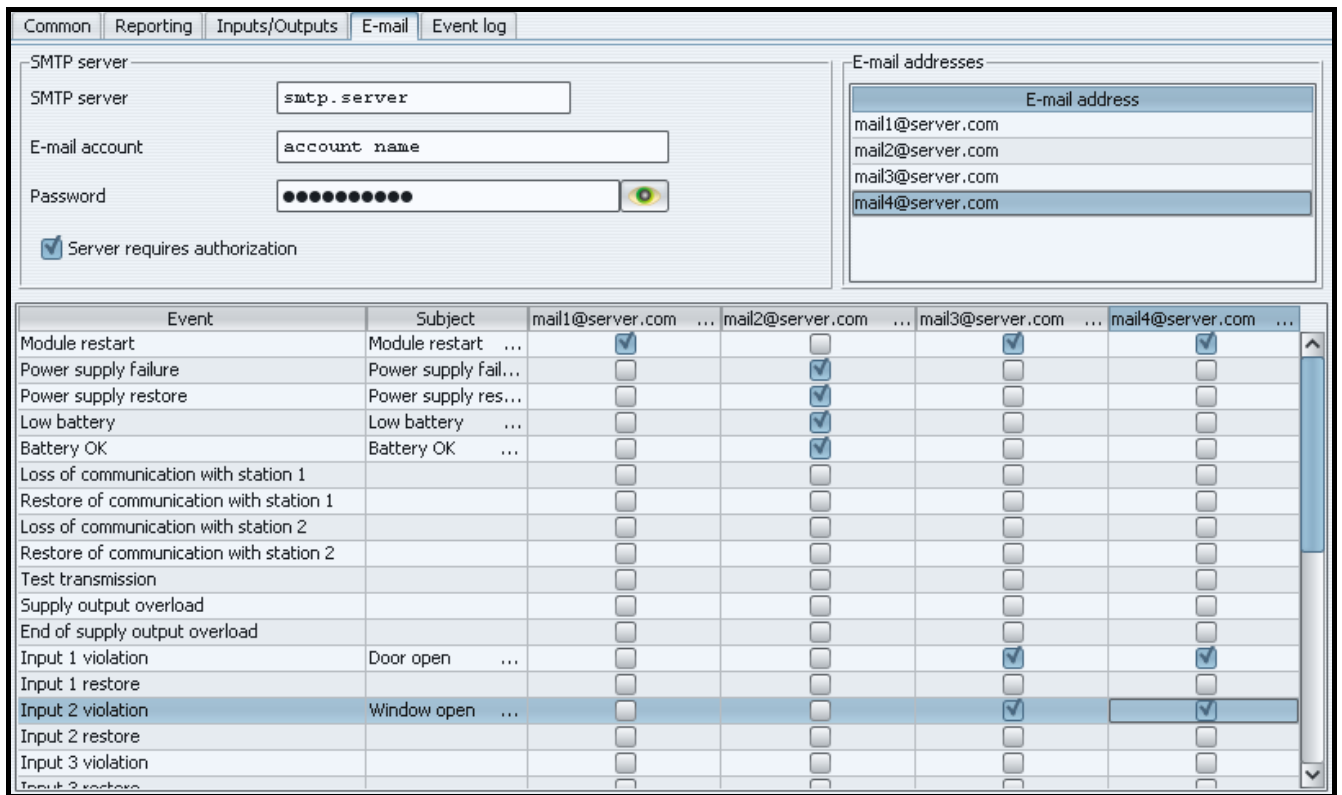 Common Reporting Inputs/Outputs E-mail Event log
SMTP server
SMTP server smtp.server
E-mail account account name
Password ●●●●●●●●●●
Server requires authorization
E-mail addresses
E-mail address
mail1@server.com
mail2@server.com
mail3@server.com
mail4@server.com
Event Subject mail1@server.com ... mail2@server.com ... mail3@server.com ... mail4@server.com ...
Module restart Module restart ...
Power supply failure Power supply fail...
Power supply restore Power supply res...
Low battery Low battery ...
Battery OK Battery OK ...
Loss of communication with station 1
Restore of communication with station 1
Loss of communication with station 2
Restore of communication with station 2
Test transmission
Supply output overload
End of supply output overload
Input 1 violation Door open ...
Input 1 restore
Input 2 violation Window open ...
Input 2 restore
Input 3 violation
Input 3 restore